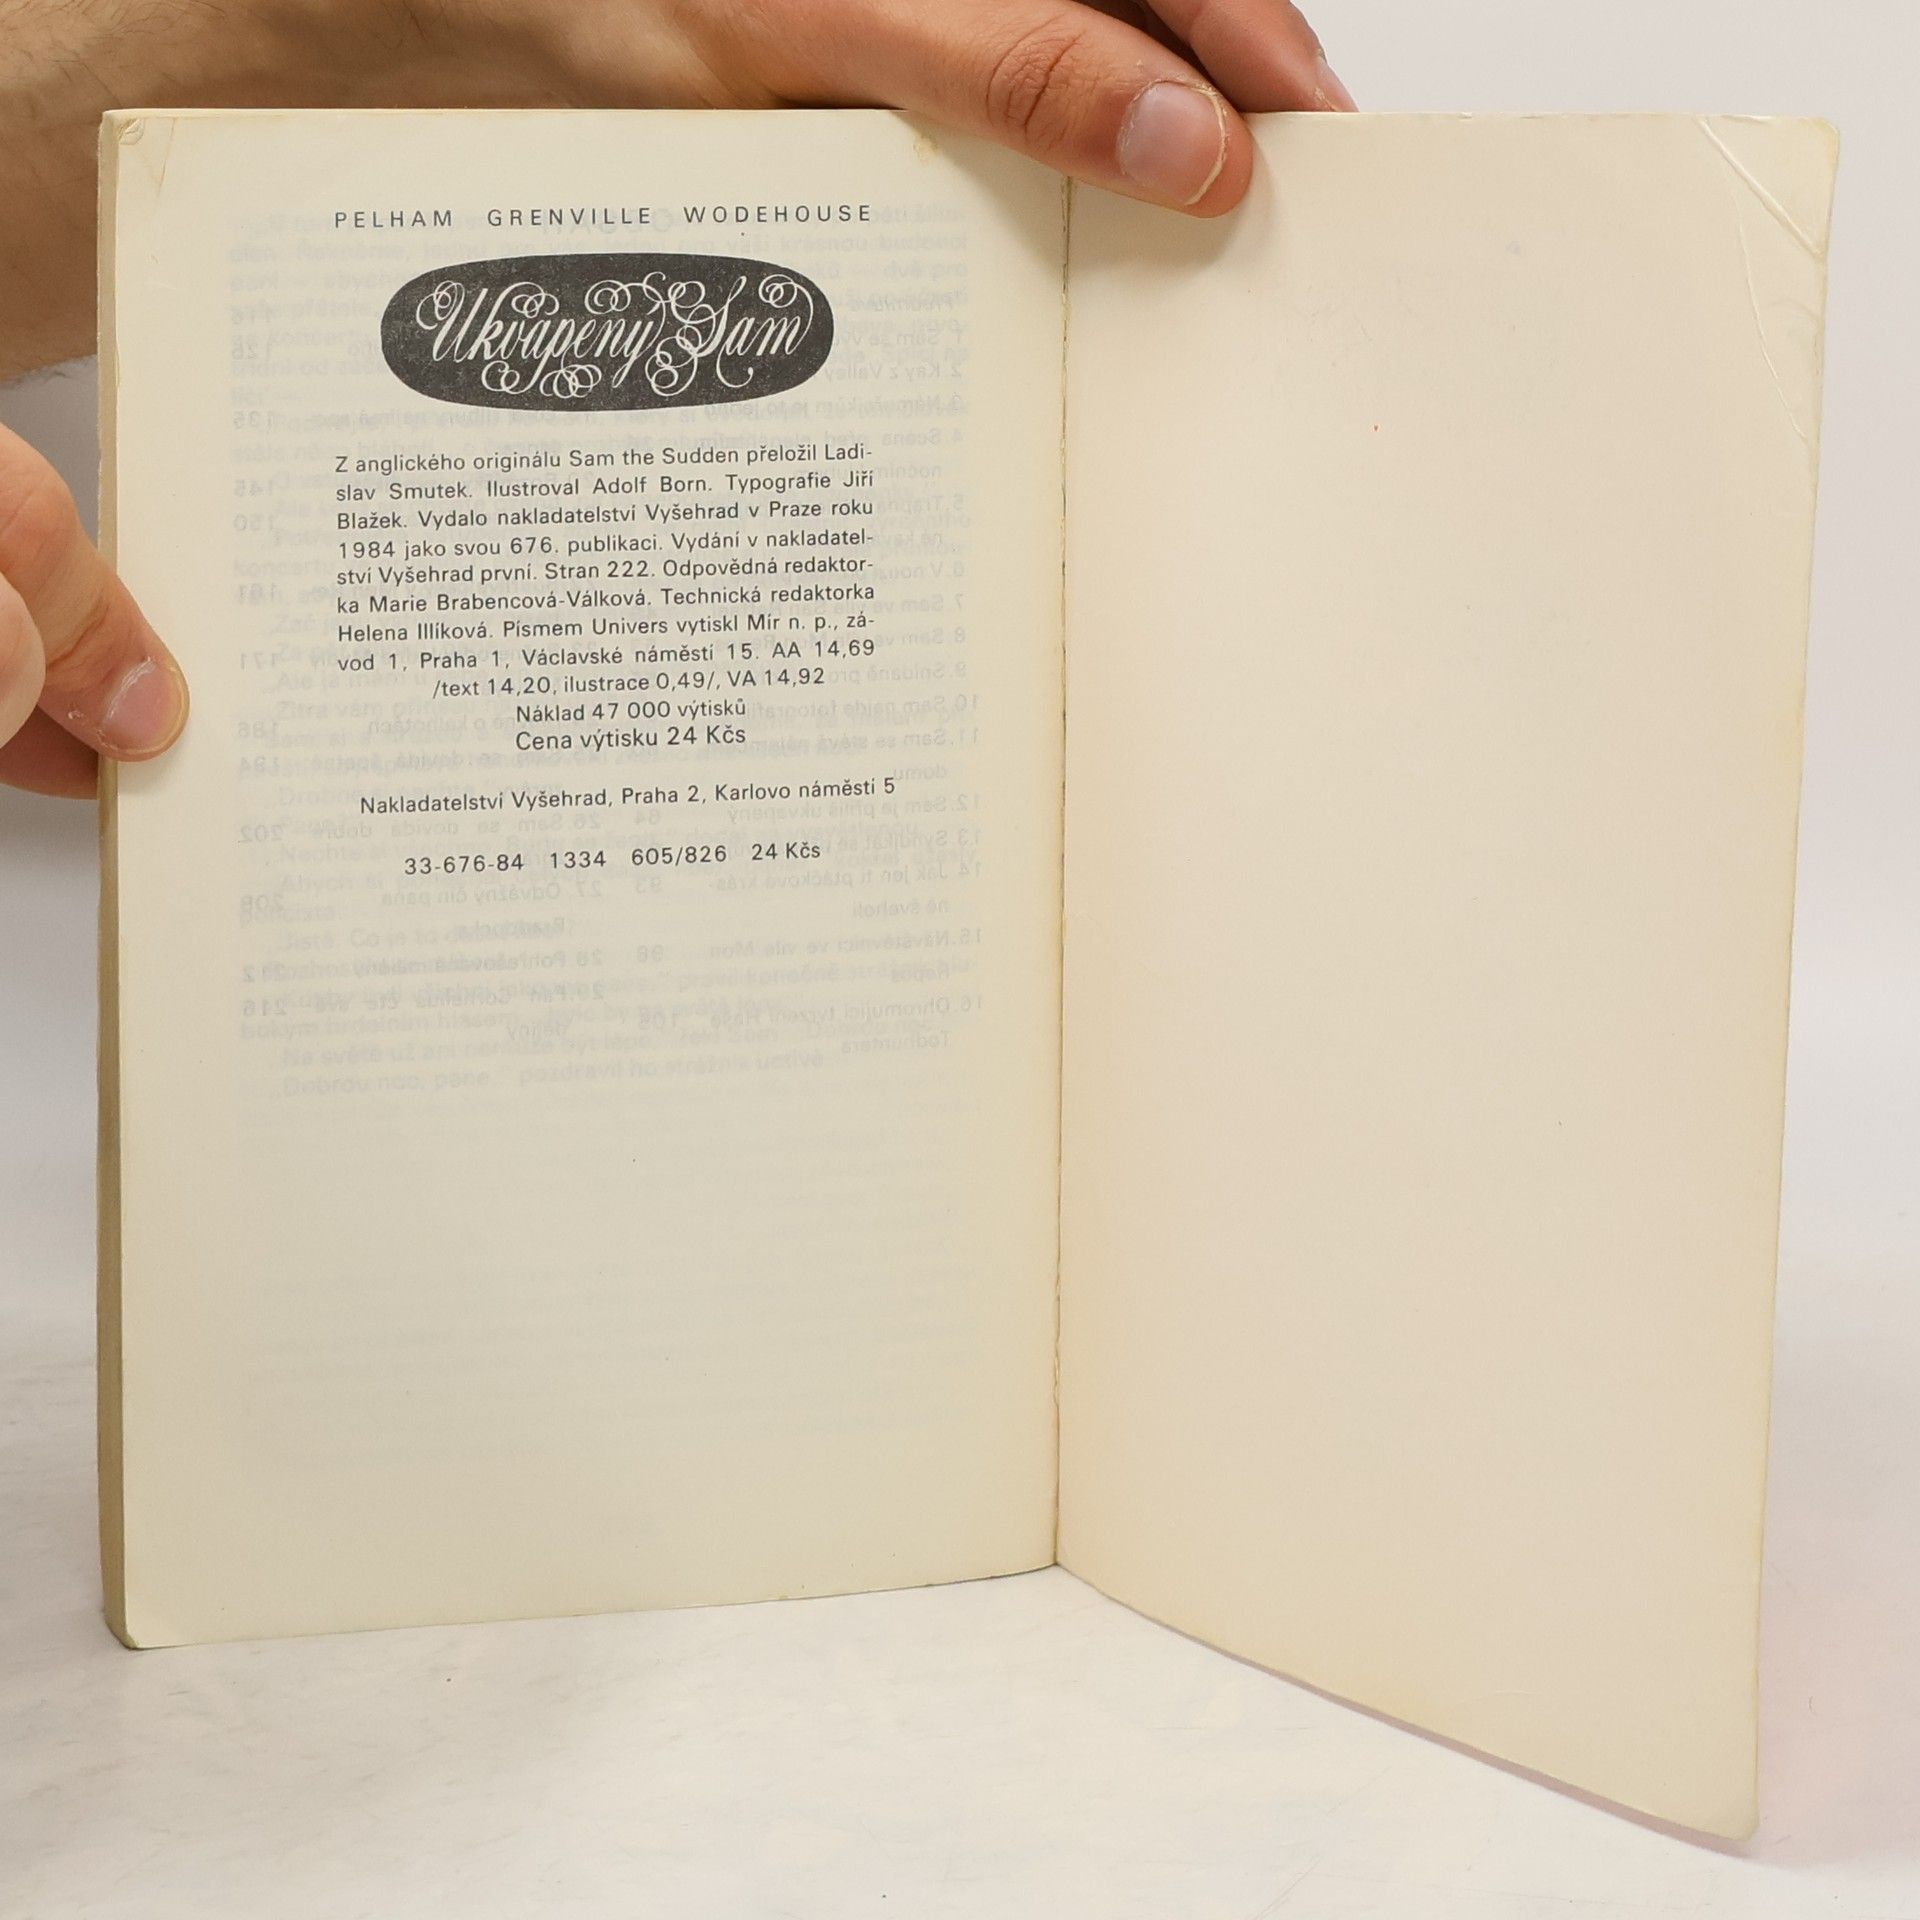 PELHAM GRENVILLE WODEHOUSE
Ukvapený Sam
Z anglického originálu Sam the Sudden přeložil Ladi-
slav Smutek. Ilustroval Adolf Born. Typografie Jiří
Blažek. Vydalo nakladatelství Vyšehrad v Praze roku
1984 jako svou 676. publikaci. Vydání v nakladatel-
ství Vyšehrad první. Stran 222. Odpovědná redaktor-
ka Marie Brabencová-Válková. Technická redaktorka
Helena Illíková. Písmem Univers vytiskl Mír n. p., zá-
vod 1, Praha 1, Václavské náměstí 15. AA 14,69
/text 14,20, ilustrace 0,49/, VA 14,92
Náklad 47 000 výtisků
Cena výtisku 24 Kčs
Nakladatelství Vyšehrad, Praha 2, Karlovo náměstí 5
33-676-84 1334 605/826 24 Kčs